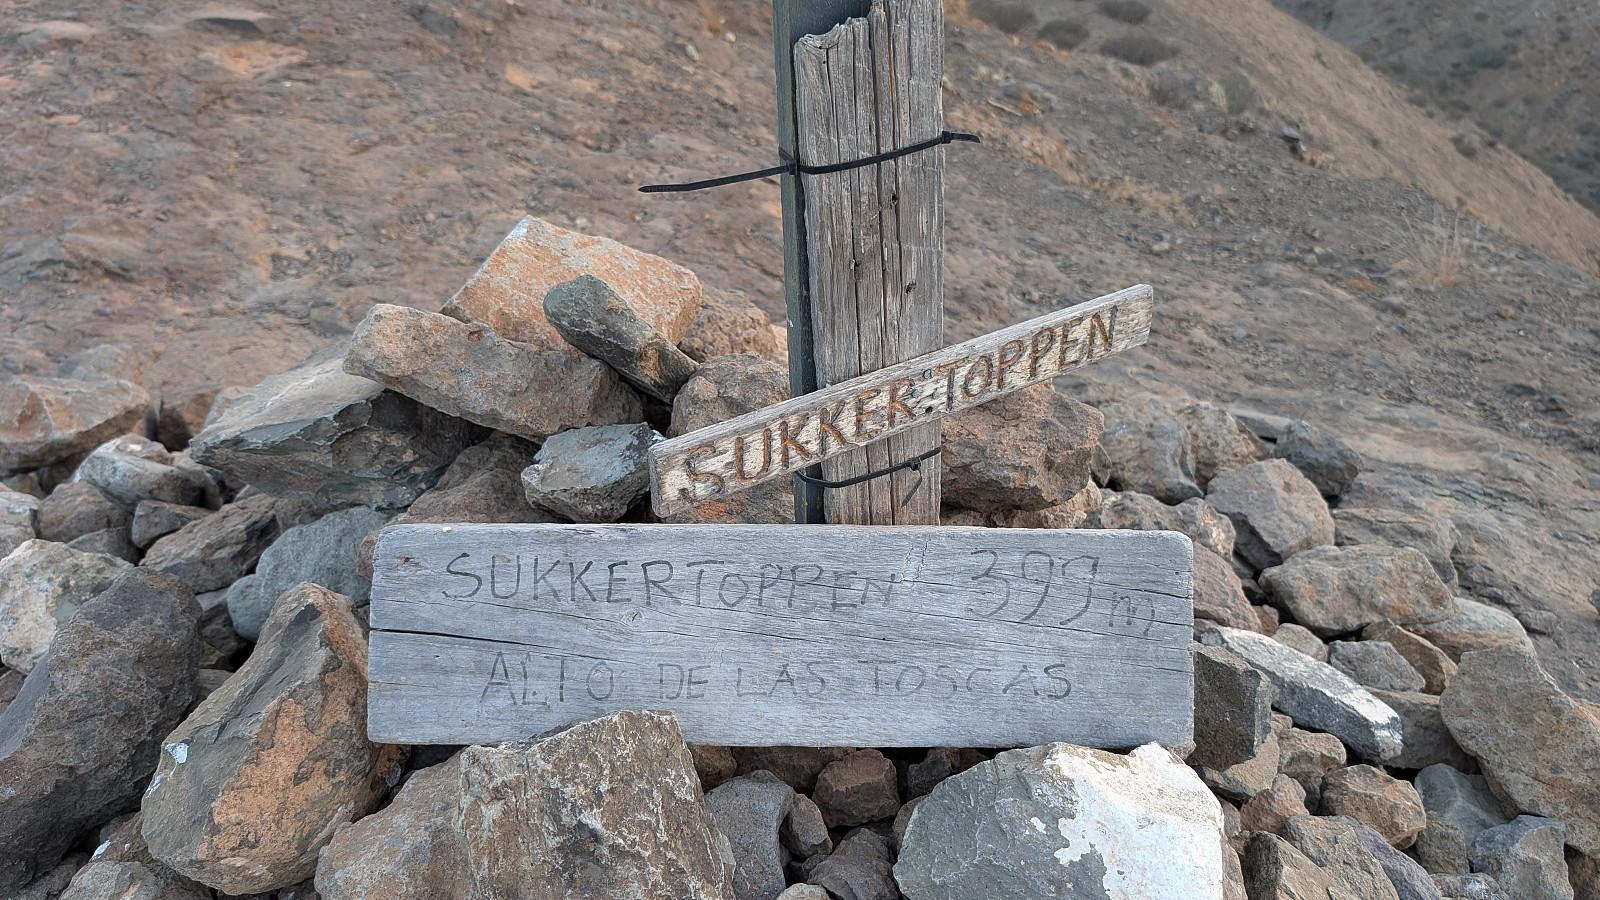 SUKKER:TOPPEN
SUKKERTOPPEN 399 m
ALTO DE LAS TOSCAS